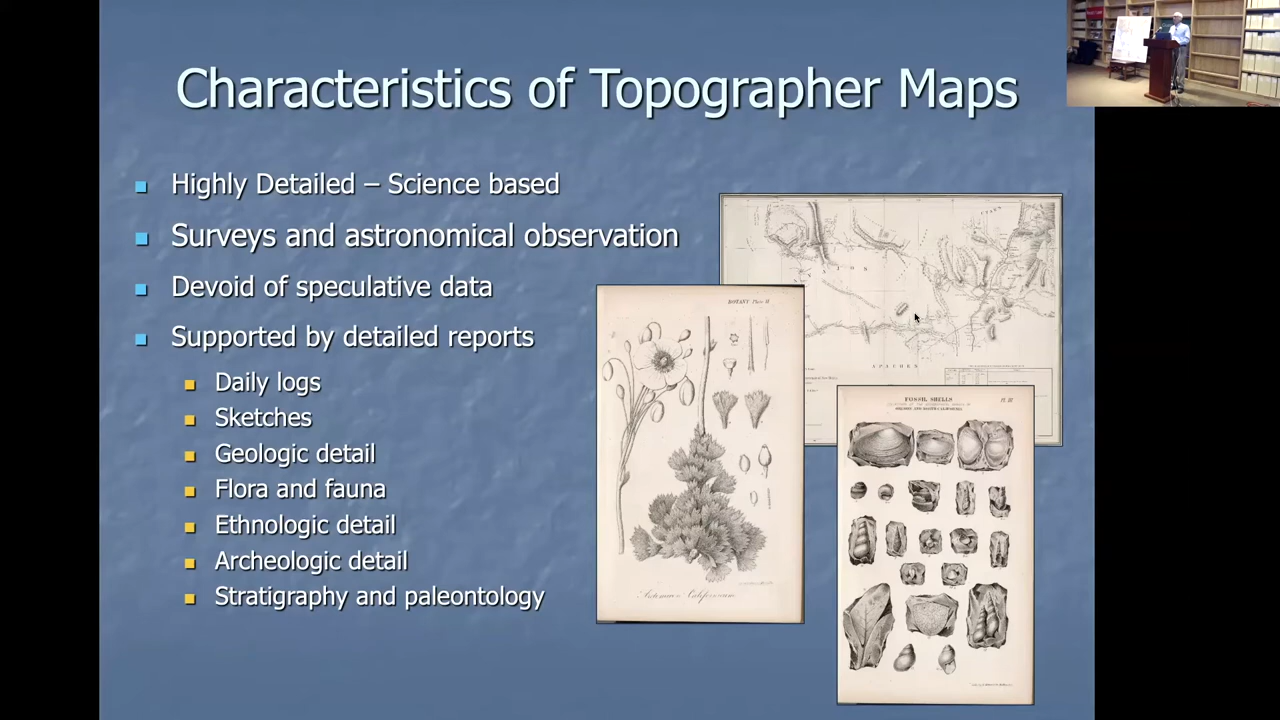 Characteristics of Topographer Maps
Highly Detailed – Science based
Surveys and astronomical observation
Devoid of speculative data
Supported by detailed reports
Daily logs
Sketches
Geologic detail
Flora and fauna
Ethnologic detail
Archeologic detail
Stratigraphy and paleontology
BOTANY Plate
FOSSIL SHELLS